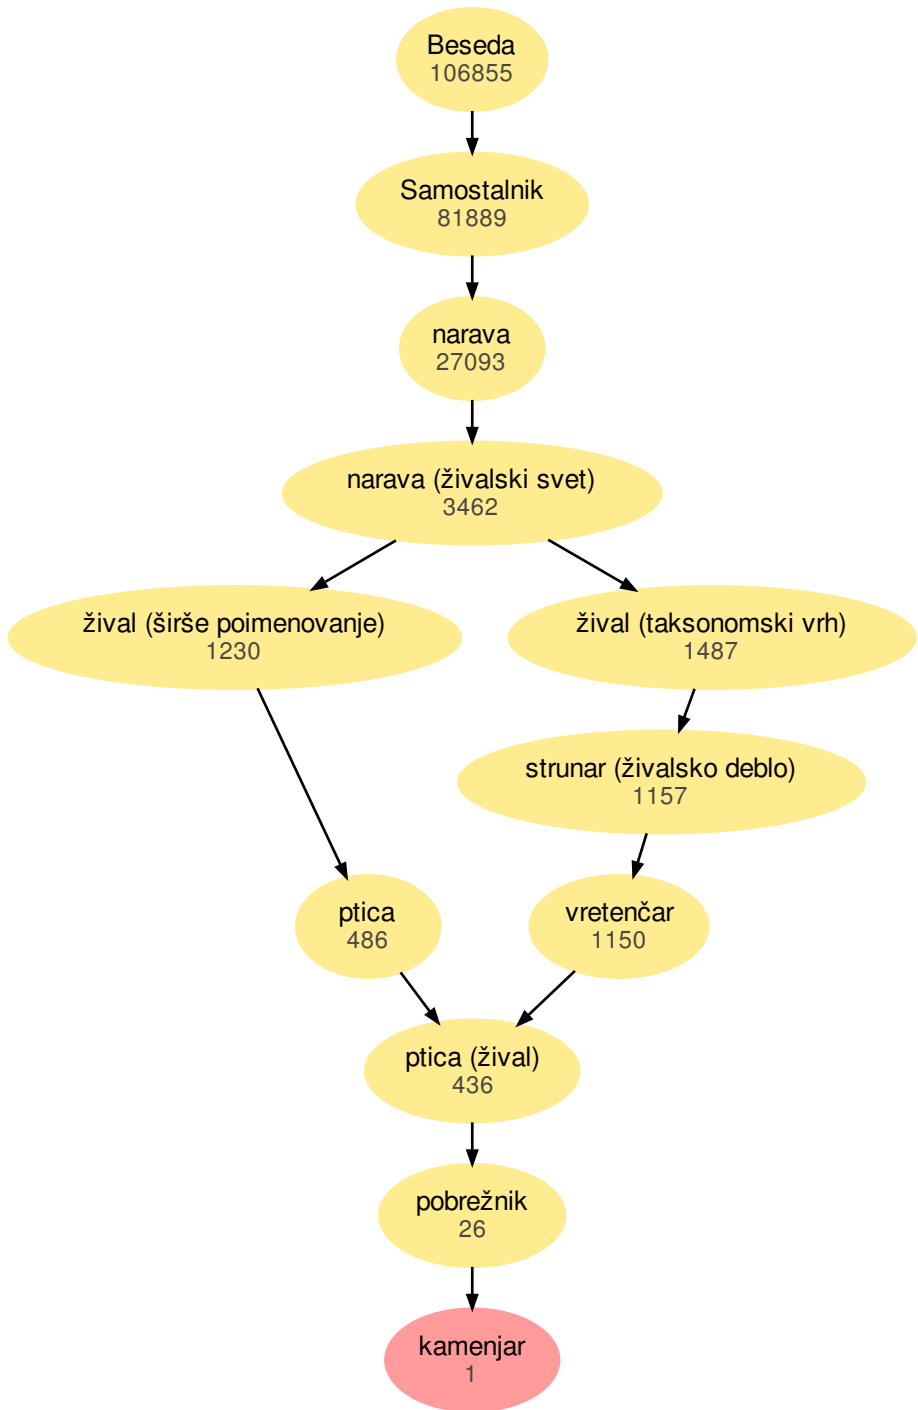 Beseda
106855
Samostalnik
81889
narava
27093
narava (živalski svet)
3462
žival (širše poimenovanje)
1230
žival (taksonomski vrh)
1487
strunar (živalsko deblo)
1157
ptica
486
vretenčar
1150
ptica (žival)
436
pobrežnik
26
kamenjar
1